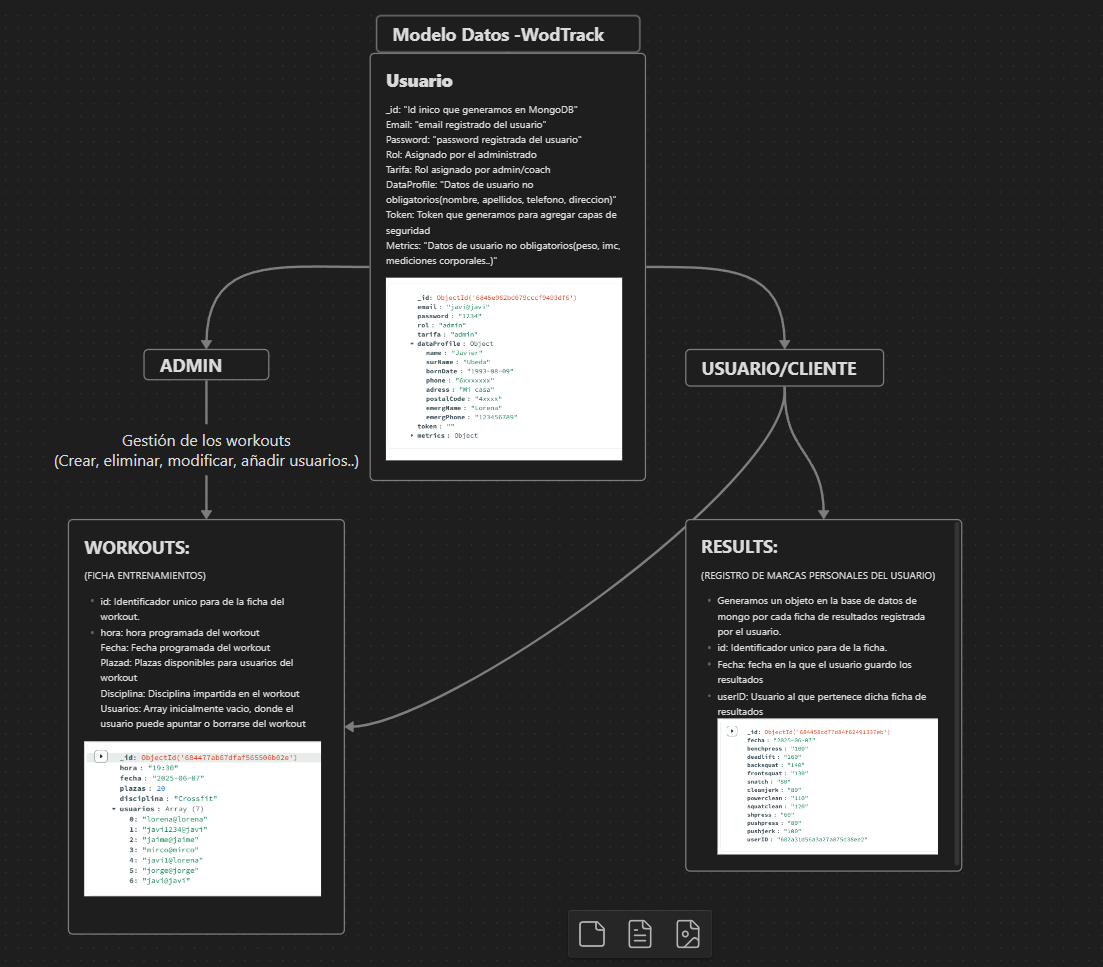 Modelo Datos -WodTrack
Usuario
_id: "Id inico que generamos en MongoDB"
Email: "email registrado del usuario"
Password: "password registrada del usuario"
Rol: Asignado por el administrado
Tarifa: Rol asignado por admin/coach
DataProfile: "Datos de usuario no
obligatorios(nombre, apellidos, telefono, direccion)"
Token: Token que generamos para agregar capas de
seguridad
Metrics: "Datos de usuario no obligatorios(peso, imc,
mediciones corporales..)"
_id: ObjectId('6845e962bd079cccf9493df6')
email : "javi@javi"
password : "1234"
rol : "admin"
tarifa : "admin"
dataProfile : Object
name : "Javier"
surName : "Ubeda"
bornDate : "1993-08-09"
phone : "6xxxxxxx"
adress : "Mi casa"
postalCode : "4xxxx"
emergName : "Lorena"
emergPhone : "123456789"
token : ""
metrics : Object
ADMIN
Gestión de los workouts
(Crear, eliminar, modificar, añadir usuarios..)
USUARIO/CLIENTE
WORKOUTS:
(FICHA ENTRENAMIENTOS)
id: Identificador unico para de la ficha del
workout.
hora: hora programada del workout
Fecha: Fecha programada del workout
Plazad: Plazas disponibles para usuarios del
workout
Disciplina: Disciplina impartida en el workout
Usuarios: Array inicialmente vacio, donde el
usuario puede apuntar o borrarse del workout
_id: ObjectId('684477ab67dfaf565506b02e')
hora : "19:30"
fecha : "2025-06-07"
plazas : 20
disciplina : "Crossfit"
usuarios : Array (7)
0: "lorena@lorena"
1: "javi1234@javi"
2: "jaime@jaime"
3: "mirco@mirco"
4: "javi1@lorena"
5: "jorge@jorge"
6: "javi@javi"
RESULTS:
(REGISTRO DE MARCAS PERSONALES DEL USUARIO)
Generamos un objeto en la base de datos de
mongo por cada ficha de resultados registrada
por el usuario.
id: Identificador unico para de la ficha.
Fecha: fecha en la que el usuario guardo los
resultados
userID: Usuario al que pertenece dicha ficha de
resultados
_id: ObjectId('684458cd77d84f62491337eb')
fecha : "2025-06-07"
benchpress : "100"
deadlift : "160"
backsquat : "140"
frontsquat : "130"
snatch : "80"
cleanjerk : "89"
powerclean : "110"
squatclean : "120"
shpress : "60"
pushpress : "80"
pushjerk : "100"
userID :